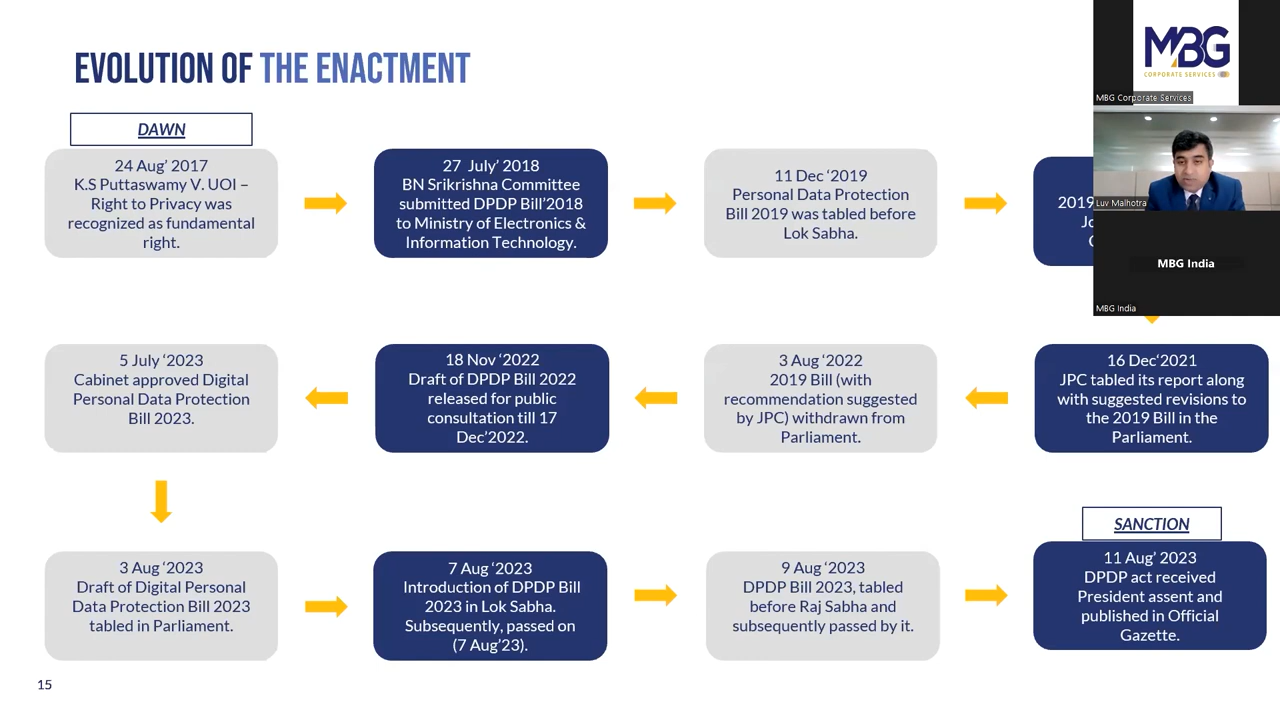 EVOLUTION OF THE ENACTMENT
DAWN
24 Aug’ 2017
K.S Puttaswamy V. UOI –
Right to Privacy was
recognized as fundamental
right.
27 July’ 2018
BN Srikrishna Committee
submitted DPDP Bill’2018
to Ministry of Electronics &
Information Technology.
11 Dec ‘2019
Personal Data Protection
Bill 2019 was tabled before
Lok Sabha.
2019
MBG
CORPORATE SERVICES
MBG Corporate Services
Luv Malhotra
MBG India
MBG India
5 July ‘2023
Cabinet approved Digital
Personal Data Protection
Bill 2023.
18 Nov ‘2022
Draft of DPDP Bill 2022
released for public
consultation till 17
Dec’2022.
3 Aug ‘2022
2019 Bill (with
recommendation suggested
by JPC) withdrawn from
Parliament.
16 Dec‘2021
JPC tabled its report along
with suggested revisions to
the 2019 Bill in the
Parliament.
3 Aug ‘2023
Draft of Digital Personal
Data Protection Bill 2023
tabled in Parliament.
7 Aug ‘2023
Introduction of DPDP Bill
2023 in Lok Sabha.
Subsequently, passed on
(7 Aug’23).
9 Aug ‘2023
DPDP Bill 2023, tabled
before Raj Sabha and
subsequently passed by it.
SANCTION
11 Aug’ 2023
DPDP act received
President assent and
published in Official
Gazette.
15